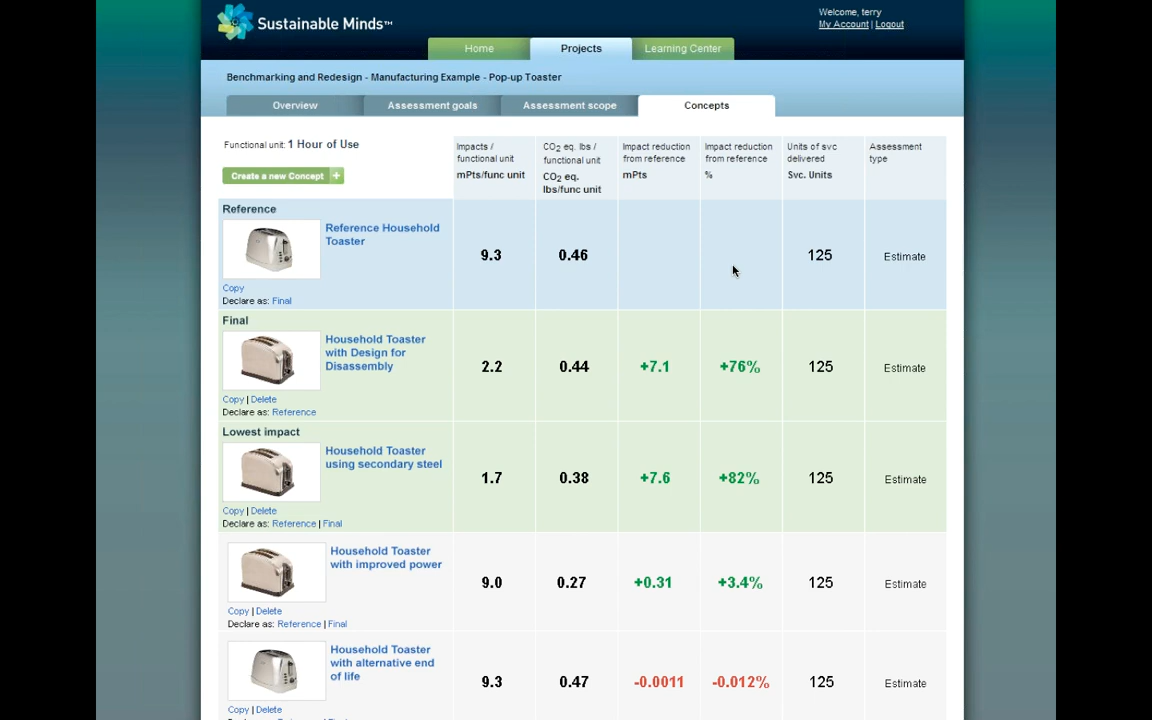 Sustainable Minds™
Welcome, terry
My Account | Logout
Home
Projects
Learning Center
Benchmarking and Redesign - Manufacturing Example - Pop-up Toaster
Overview
Assessment goals
Assessment scope
Concepts
Functional unit: 1 Hour of Use
Create a new Concept +
Impacts /
functional unit
mPts/func unit
CO2 eq. lbs /
functional unit
CO2 eq.
lbs/func unit
Impact reduction
from reference
mPts
Impact reduction
from reference
%
Units of svc
delivered
Svc. Units
Assessment
type
Reference
Reference Household
Toaster
Copy
Declare as: Final
9.3
0.46
125
Estimate
Final
Household Toaster
with Design for
Disassembly
Copy | Delete
Declare as: Reference
2.2
0.44
+7.1
+76%
125
Estimate
Lowest impact
Household Toaster
using secondary steel
Copy | Delete
Declare as: Reference | Final
1.7
0.38
+7.6
+82%
125
Estimate
Household Toaster
with improved power
Copy | Delete
Declare as: Reference | Final
9.0
0.27
+0.31
+3.4%
125
Estimate
Household Toaster
with alternative end
of life
Copy | Delete
9.3
0.47
-0.0011
-0.012%
125
Estimate